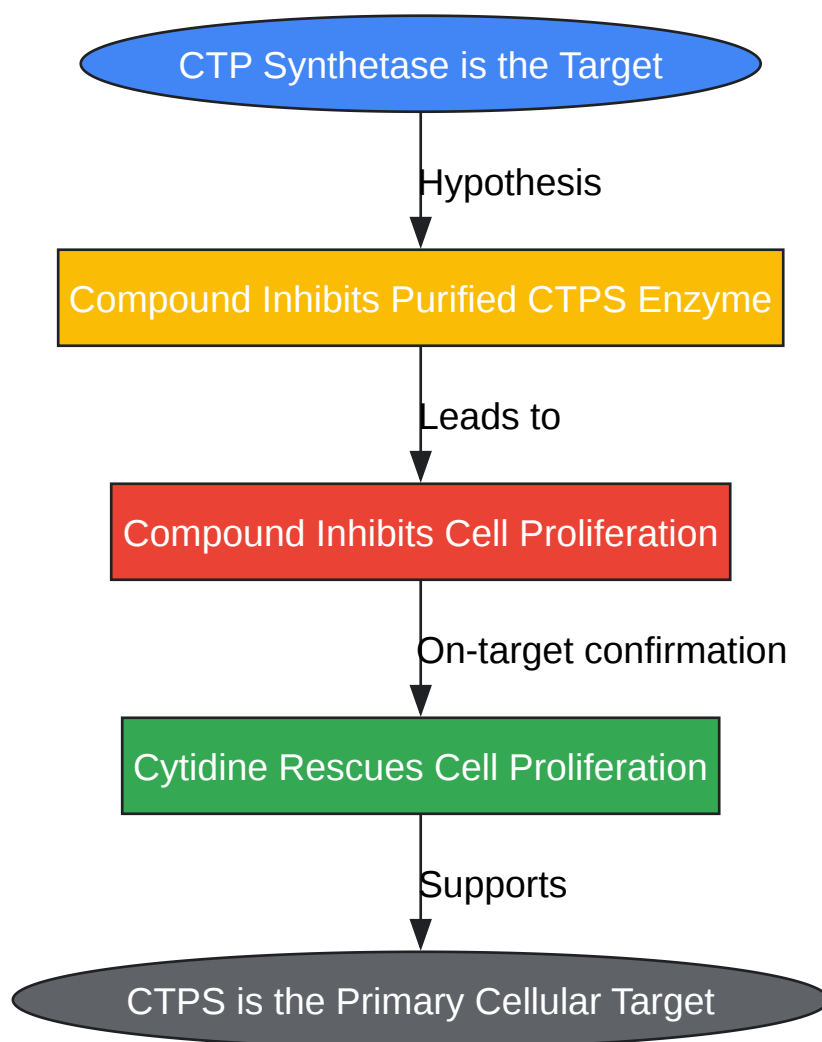 CTP Synthetase is the Target
Hypothesis
Compound Inhibits Purified CTPS Enzyme
Leads to
Compound Inhibits Cell Proliferation
On-target confirmation
Cytidine Rescues Cell Proliferation
Supports
CTPS is the Primary Cellular Target